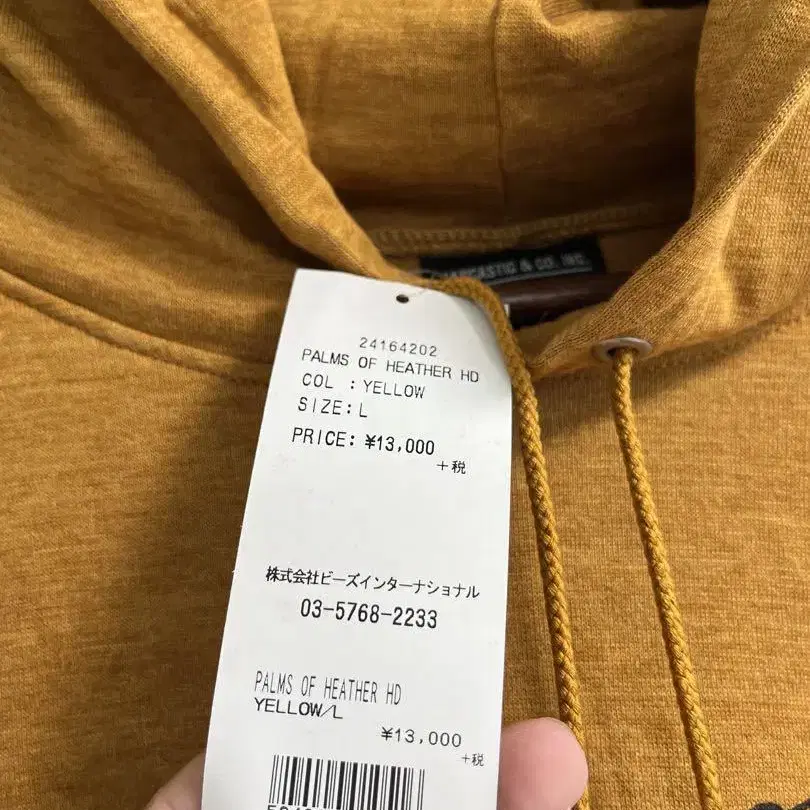 & CO. INC.
24164202
PALMS OF HEATHER HD
COL : YELLOW
SIZE: L
PRICE: ¥13,000
+税
株式会社ビーズインターナショナル
03-5768-2233
PALMS OF HEATHER HD
YELLOW/L
¥13,000
+税